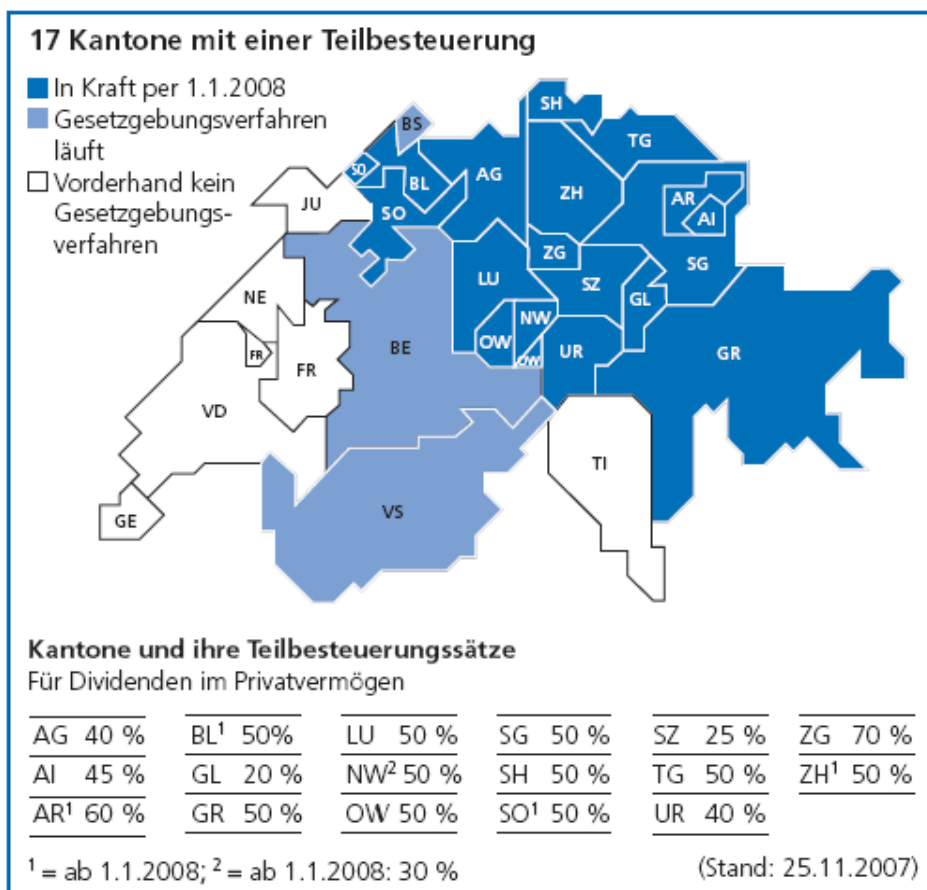 17 Kantone mit einer Teilbesteuerung
In Kraft per 1.1.2008
Gesetzgebungsverfahren
läuft
Vorderhand kein
Gesetzgebungs-
verfahren
SH
BS
TG
SO
BL
AG
ZH
AR
AI
JU
SO
ZG
SG
LU
SZ
GL
NE
NW
OW
OW
UR
GR
BE
FR
FR
VD
TI
VS
GE
Kantone und ihre Teilbesteuerungssätze
Für Dividenden im Privatvermögen
AG 40 % BL¹ 50% LU 50 % SG 50 % SZ 25 % ZG 70 %
AI 45 % GL 20 % NW² 50 % SH 50 % TG 50 % ZH¹ 50 %
AR¹ 60 % GR 50 % OW 50 % SO¹ 50 % UR 40 %
¹ = ab 1.1.2008; ² = ab 1.1.2008: 30 % (Stand: 25.11.2007)